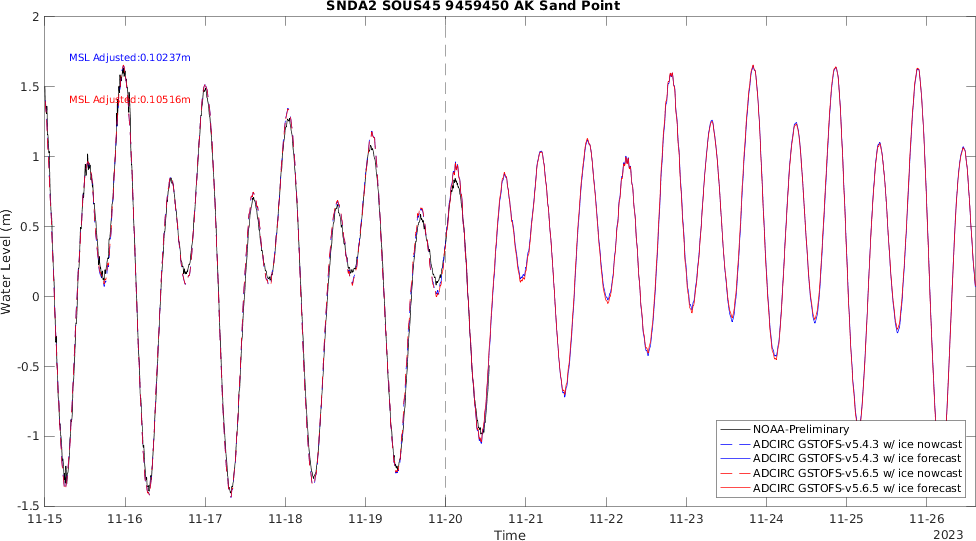 SNDA2 SOUS45 9459450 AK Sand Point
2
1.5
1
0.5
0
-0.5
-1
-1.5
Water Level (m)
MSL Adjusted:0.10237m
MSL Adjusted:0.10516m
NOAA-Preliminary
ADCIRC GSTOFS-v5.4.3 w/ ice nowcast
ADCIRC GSTOFS-v5.4.3 w/ ice forecast
ADCIRC GSTOFS-v5.6.5 w/ ice nowcast
ADCIRC GSTOFS-v5.6.5 w/ ice forecast
11-15 11-16 11-17 11-18 11-19 11-20 11-21 11-22 11-23 11-24 11-25 11-26
2023
Time